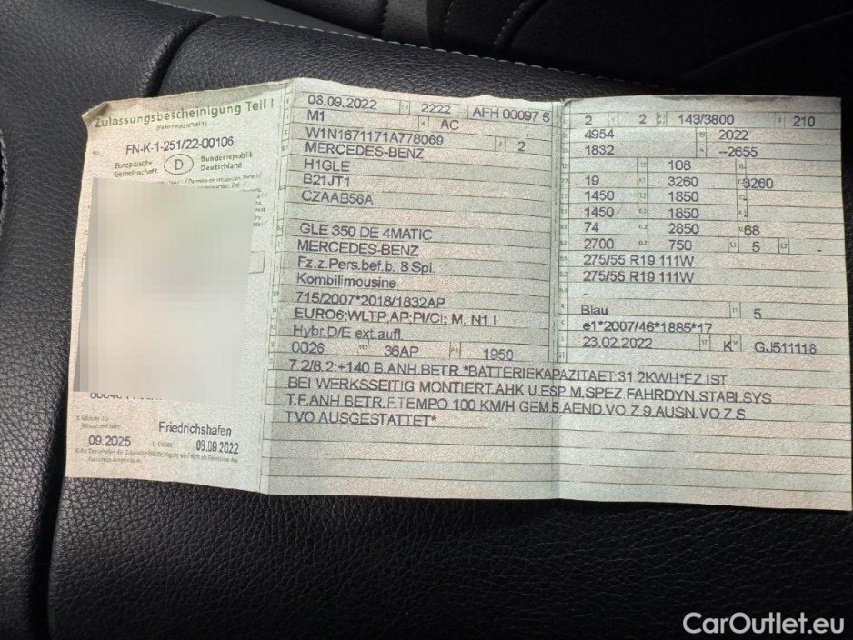 Zulassungsbescheinigung Teil I
FN-K-1-251/22-00106
Europäische Gemeinschaft
D
Bundesrepublik Deutschland
09.2025
Friedrichshafen
09.09.2022
08.09.2022 2222 AFH 00097 5
M1 AC
W1N1671171A778069 2
MERCEDES-BENZ
H1GLE
B21JT1
CZAAB56A
GLE 350 DE 4MATIC
MERCEDES-BENZ
Fz.z.Pers.bef.b. 8 Spl.
Kombilimousine
715/2007*2018/1832AP
EURO6;WLTP;AP;PI/CI; M, N1 I
Hybr.D/E ext.aufl.
0026 36AP 1950
2 2 143/3800 210
4954 2022
1832 --2655
108
19 3260 3260
1450 1850
1450 1850
74 2850 68
2700 750 5 -
275/55 R19 111W
275/55 R19 111W
-
Blau 5
e1*2007/46*1885*17
23.02.2022 K GJ511118
7.2/8.2:+140 B.ANH.BETR.*BATTERIEKAPAZITAET:31.2KWH*FZ.IST
BEI WERKSSEITIG MONTIERT.AHK U.ESP M.SPEZ.FAHRDYN.STABLSYS
T.F.ANH.BETR.F.TEMPO 100 KM/H GEM.5.AEND.VO.Z.9.AUSN.VO.Z.S
TVO AUSGESTATTET*
CarOutlet.eu